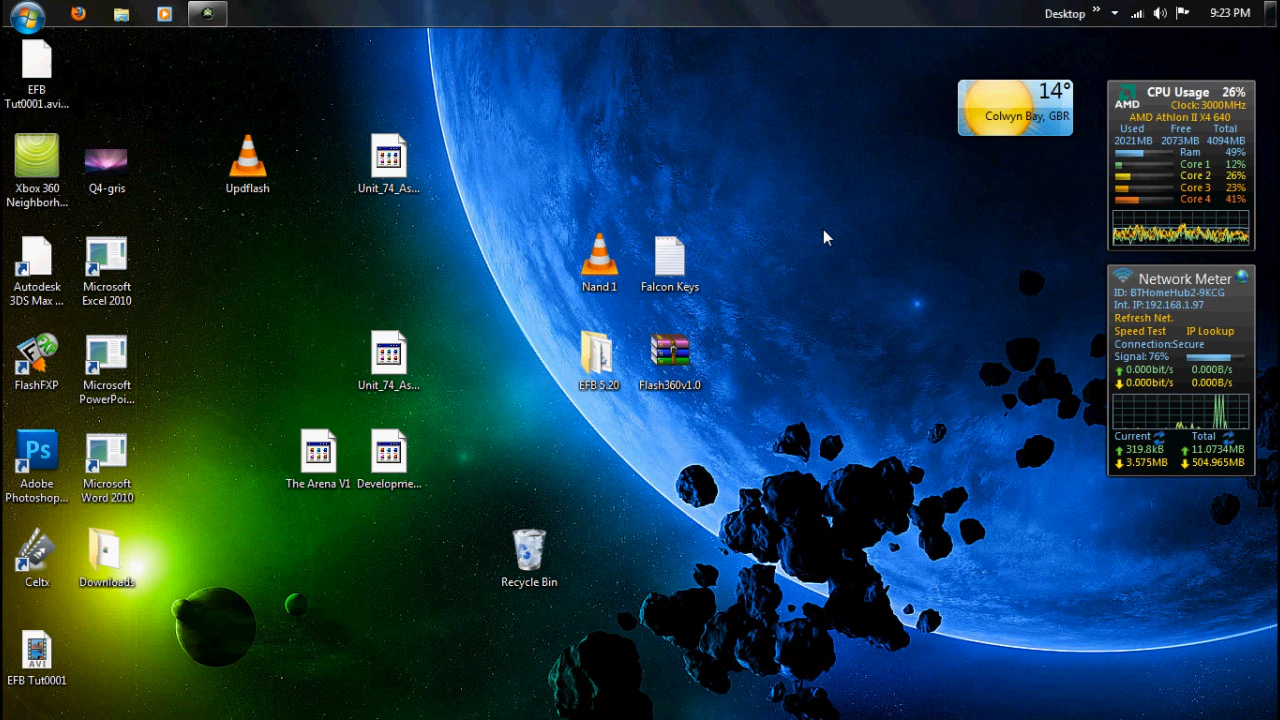 Desktop
9:23 PM
EFB
Tut0001.avi...
Xbox 360
Neighborh...
Q4-gris
Updflash
Unit_74_As...
Autodesk
3DS Max ...
Microsoft
Excel 2010
Nand 1
Falcon Keys
FlashFXP
Microsoft
PowerPoi...
Unit_74_As...
EFB 5.20
Flash360v1.0
Ps
Adobe
Photoshop...
Microsoft
Word 2010
The Arena V1
Developme...
Celtx
Downloads
Recycle Bin
AVI
EFB Tut0001
14°
Colwyn Bay, GBR
AMD
CPU Usage 26%
Clock: 3000MHz
AMD Athlon II X4 640
Used Free Total
2021MB 2073MB 4094MB
Ram 49%
Core 1 12%
Core 2 26%
Core 3 23%
Core 4 41%
Network Meter
ID: BTHomeHub2-9KCG
Int. IP:192.168.1.97
Refresh Net.
Speed Test IP Lookup
Connection:Secure
Signal: 76%
0.000bit/s 0.000B/s
0.000bit/s 0.000B/s
Current Total
319.8kB 11.0734MB
3.575MB 504.965MB